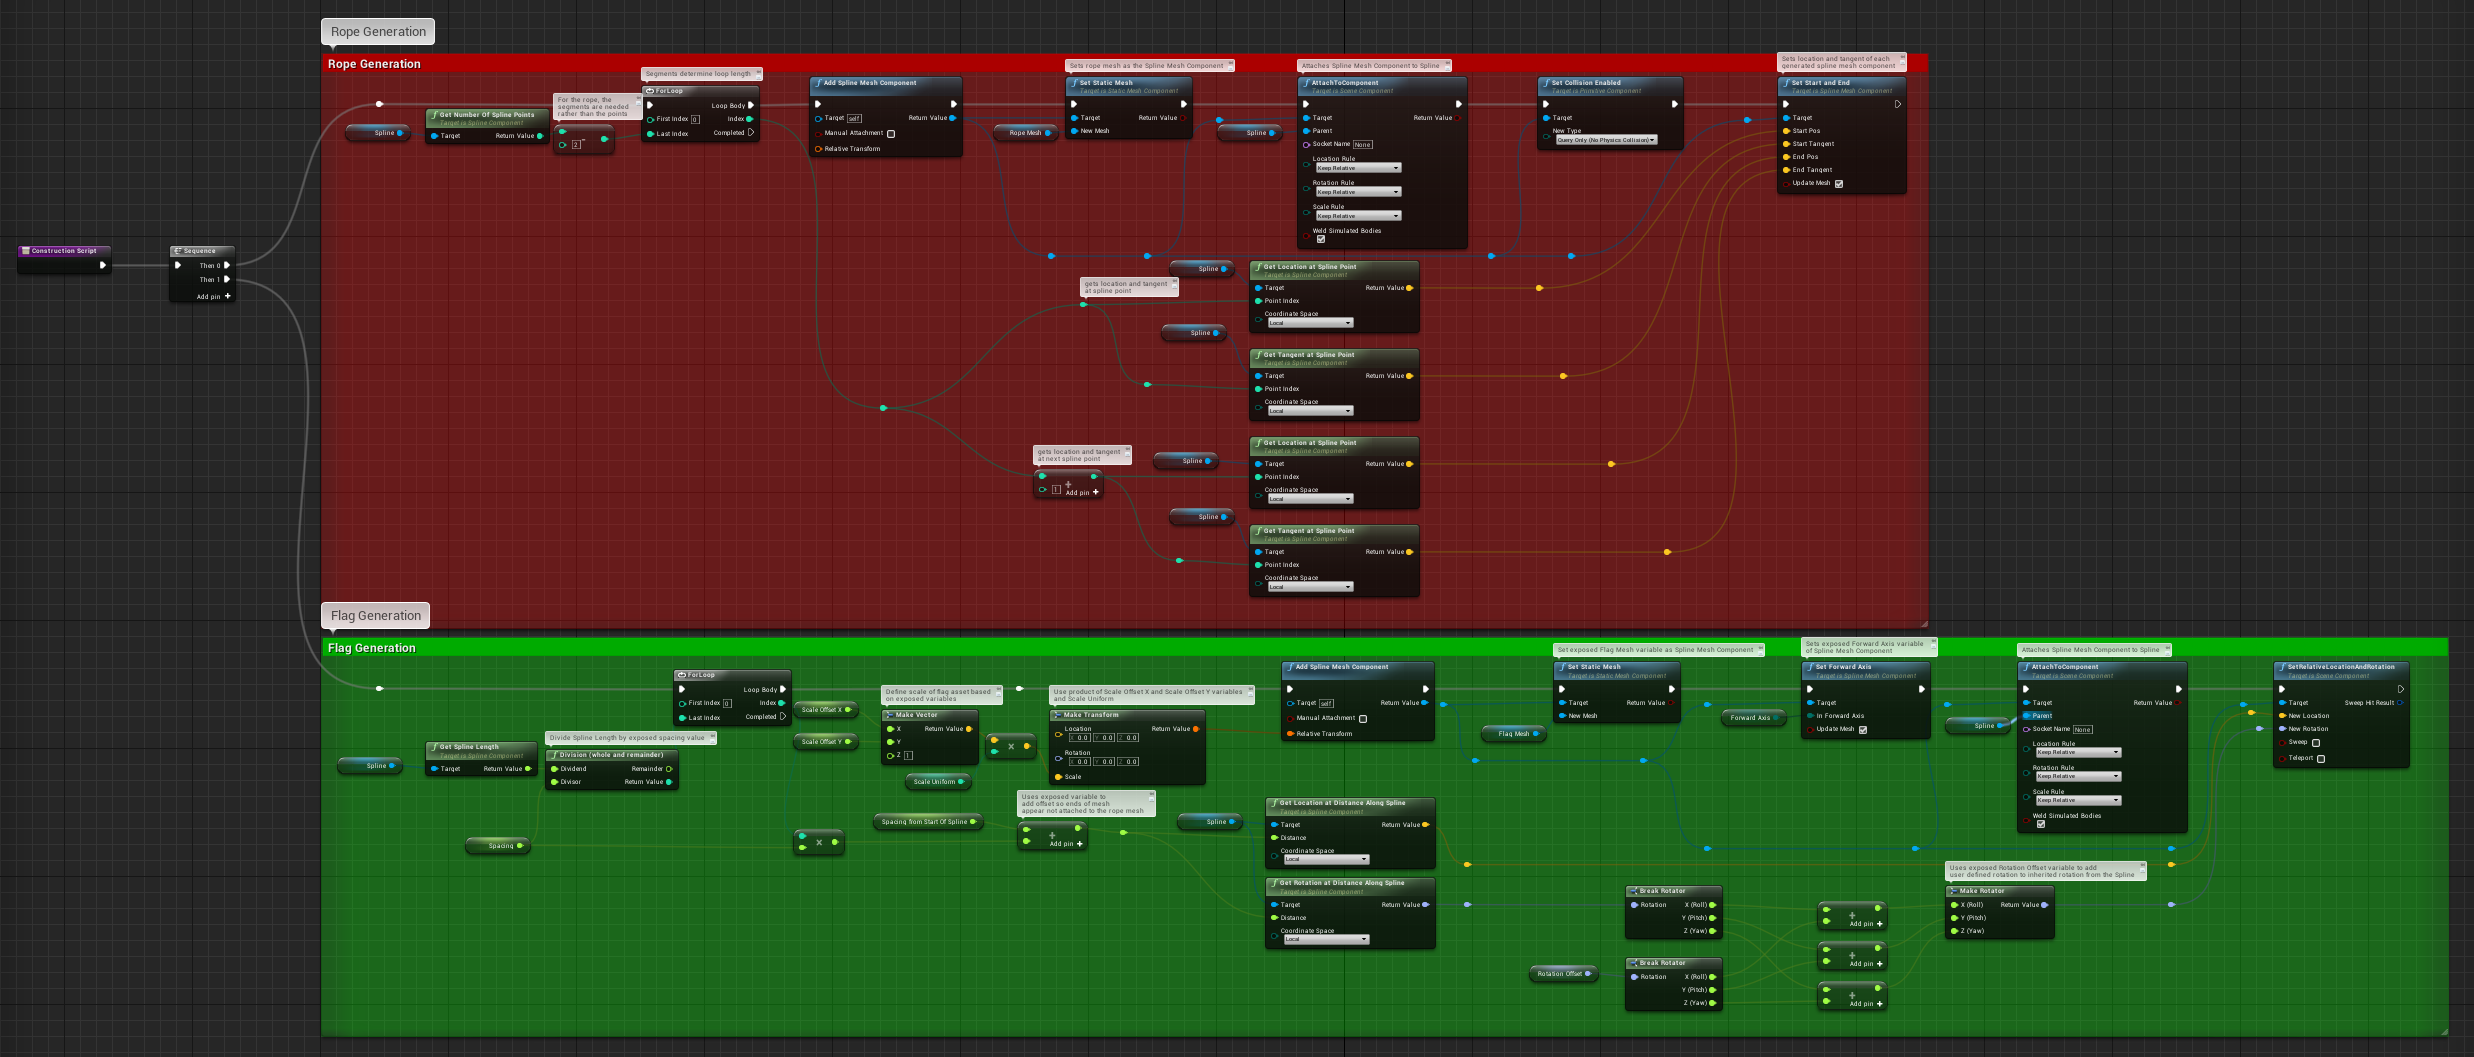 Rope Generation
Rope Generation
Construction Script
Sequence
Then 0
Then 1
Add pin
Spline
Get Number Of Spline Points
Target is Spline Component
Target
Return Value
For the rope, the
segments are needed
rather than the points
2
Segments determine loop length
ForLoop
Loop Body
First Index 0
Index
Last Index
Completed
Add Spline Mesh Component
Target self
Return Value
Manual Attachment
Relative Transform
Rope Mesh
Sets rope mesh as the Spline Mesh Component
Set Static Mesh
Target is Static Mesh Component
Target
Return Value
New Mesh
Spline
Attaches Spline Mesh Component to Spline
AttachToComponent
Target is Scene Component
Target
Return Value
Parent
Socket Name None
Location Rule
Keep Relative
Rotation Rule
Keep Relative
Scale Rule
Keep Relative
Weld Simulated Bodies
Set Collision Enabled
Target is Primitive Component
Target
New Type
Query Only (No Physics Collision)
Sets location and tangent of each
generated spline mesh component
Set Start and End
Target is Spline Mesh Component
Target
Start Pos
Start Tangent
End Pos
End Tangent
Update Mesh
gets location and tangent
at spline point
Spline
Get Location at Spline Point
Target is Spline Component
Target
Return Value
Point Index
Coordinate Space
Local
Spline
Get Tangent at Spline Point
Target is Spline Component
Target
Return Value
Point Index
Coordinate Space
Local
gets location and tangent
at next spline point
1
Add pin
Spline
Get Location at Spline Point
Target is Spline Component
Target
Return Value
Point Index
Coordinate Space
Local
Spline
Get Tangent at Spline Point
Target is Spline Component
Target
Return Value
Point Index
Coordinate Space
Local
Flag Generation
Flag Generation
Spline
Get Spline Length
Target is Spline Component
Target
Return Value
Divide Spline Length by exposed spacing value
Division (whole and remainder)
Dividend
Remainder
Divisor
Return Value
Spacing
ForLoop
Loop Body
First Index 0
Index
Last Index
Completed
Scale Offset X
Scale Offset Y
Define scale of flag asset based
on exposed variables
Make Vector
X
Return Value
Y
Z 1
Scale Uniform
Use product of Scale Offset X and Scale Offset Y variables
and Scale Uniform
Make Transform
Location
Return Value
X 0.0 Y 0.0 Z 0.0
Rotation
X 0.0 Y 0.0 Z 0.0
Scale
Spacing from Start Of Spline
Uses exposed variable to
add offset so ends of mesh
appear not attached to the rope mesh
Add pin
Add Spline Mesh Component
Target self
Return Value
Manual Attachment
Relative Transform
Spline
Get Location at Distance Along Spline
Target is Spline Component
Target
Return Value
Distance
Coordinate Space
Local
Get Rotation at Distance Along Spline
Target is Spline Component
Target
Return Value
Distance
Coordinate Space
Local
Flag Mesh
Set exposed Flag Mesh variable as Spline Mesh Component
Set Static Mesh
Target is Static Mesh Component
Target
Return Value
New Mesh
Forward Axis
Sets exposed Forward Axis variable
of Spline Mesh Component
Set Forward Axis
Target is Spline Mesh Component
Target
In Forward Axis
Update Mesh
Spline
Attaches Spline Mesh Component to Spline
AttachToComponent
Target is Scene Component
Target
Return Value
Parent
Socket Name None
Location Rule
Keep Relative
Rotation Rule
Keep Relative
Scale Rule
Keep Relative
Weld Simulated Bodies
SetRelativeLocationAndRotation
Target is Scene Component
Target
Sweep Hit Result
New Location
New Rotation
Sweep
Teleport
Rotation Offset
Break Rotator
Rotation
X (Roll)
Y (Pitch)
Z (Yaw)
Break Rotator
Rotation
X (Roll)
Y (Pitch)
Z (Yaw)
Add pin
Add pin
Add pin
Uses exposed Rotation Offset variable to add
user defined rotation to inherited rotation from the Spline
Make Rotator
X (Roll)
Return Value
Y (Pitch)
Z (Yaw)